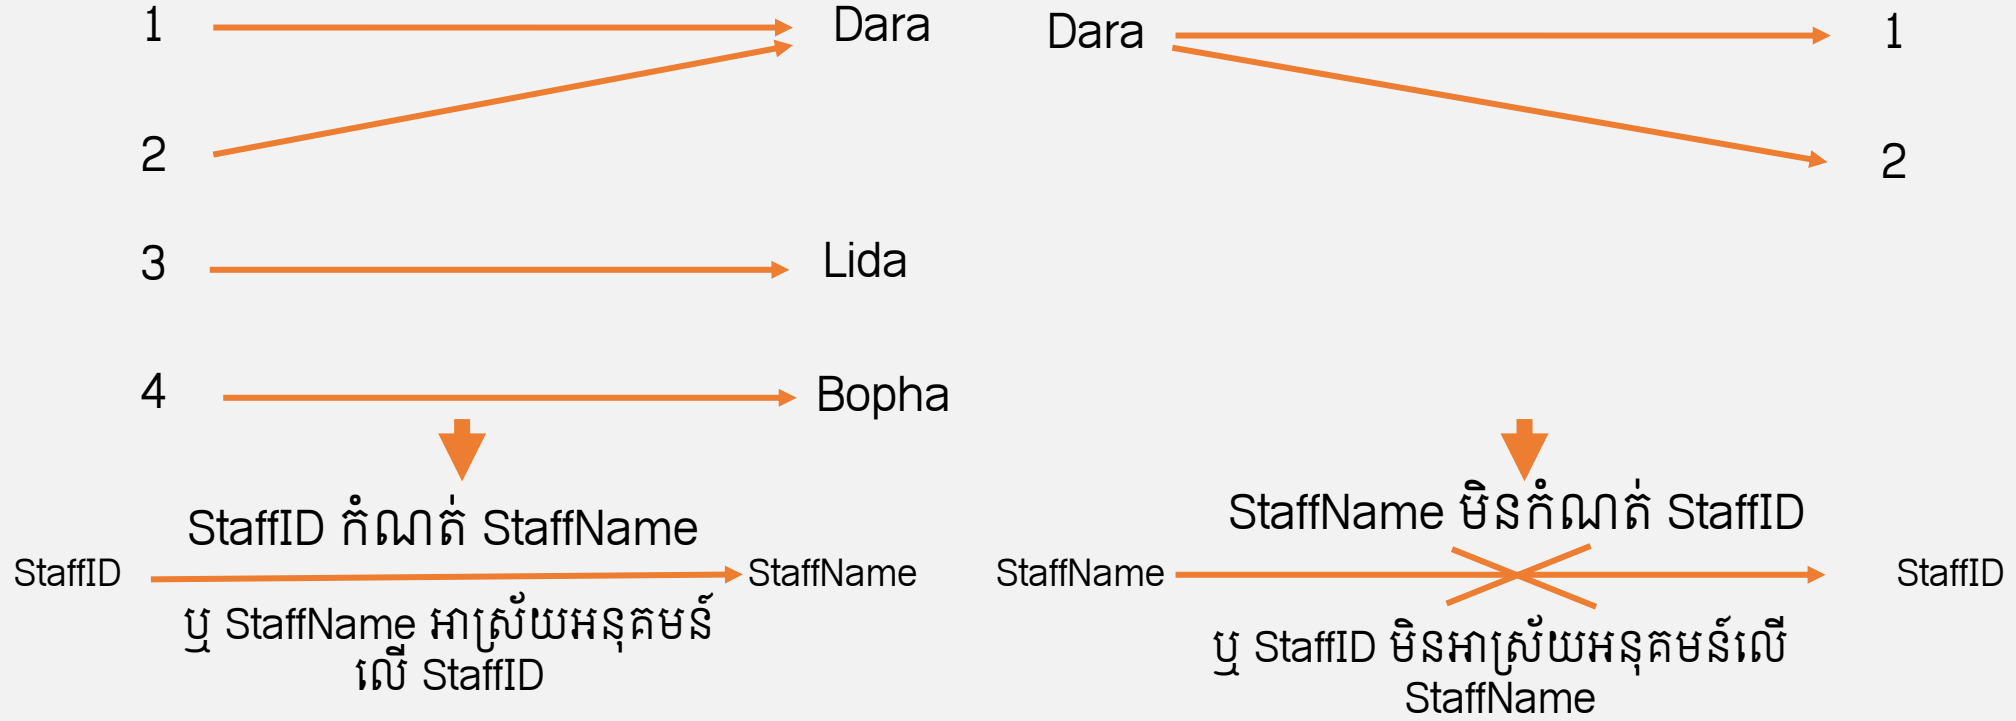 1
Dara
2
3
Lida
4
Bopha
StaffID កំណត់ StaffName
StaffID
StaffName
ឬ StaffName អាស្រ័យអនុគមន៍
លើ StaffID
Dara
1
2
StaffName មិនកំណត់ StaffID
StaffName
StaffID
ឬ StaffID មិនអាស្រ័យអនុគមន៍លើ
StaffName